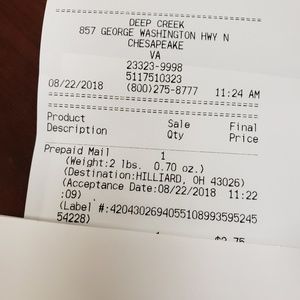 ========================================
DEEP CREEK
857 GEORGE WASHINGTON HWY N
CHESAPEAKE
VA
23323-9998
5117510323
08/22/2018 (800)275-8777 11:24 AM
========================================
========================================
Product Sale Final
Description Qty Price
Prepaid Mail 1
(Weight:2 lbs. 0.70 oz.)
(Destination:HILLIARD, OH 43026)
(Acceptance Date:08/22/2018 11:22
:09)
(Label #:42043026940551089935 95245
54228)